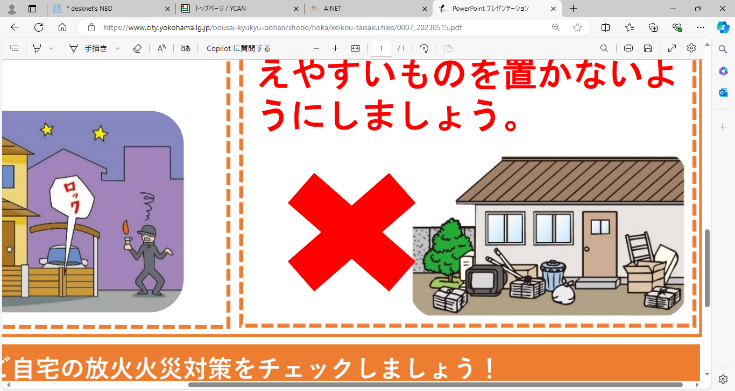 * desknet's NEO
トップページ / YCAN
AINET
PowerPoint プレゼンテーション
https://www.city.yokohama.lg.jp/bousai-kyukyu-bohan/shobo/hoka/keikou-taisaku.files/0007_20230515.pdf
手描き
Copilot に質問する
1 / 1
えやすいものを置かないよ
うにしましょう。
ロック
ご自宅の放火火災対策をチェックしましょう！